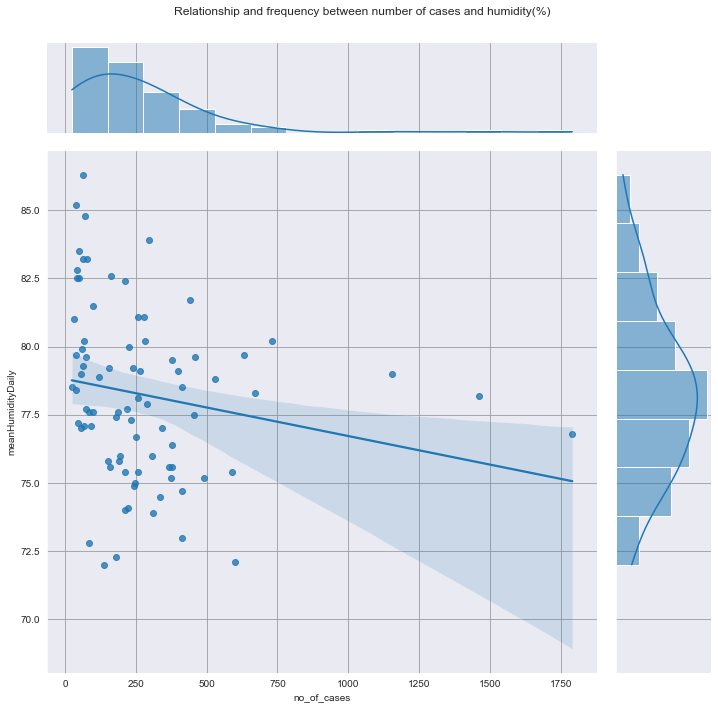 Relationship and frequency between number of cases and humidity(%)
85.0
82.5
80.0
77.5
75.0
72.5
70.0
meanHumidityDaily
0 250 500 750 1000 1250 1500 1750
no_of_cases